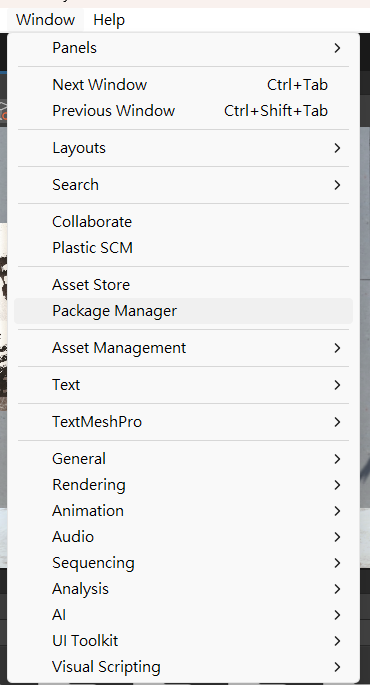 Window Help
Panels
Next Window Ctrl+Tab
Previous Window Ctrl+Shift+Tab
Layouts
Search
Collaborate
Plastic SCM
Asset Store
Package Manager
Asset Management
Text
TextMeshPro
General
Rendering
Animation
Audio
Sequencing
Analysis
AI
UI Toolkit
Visual Scripting